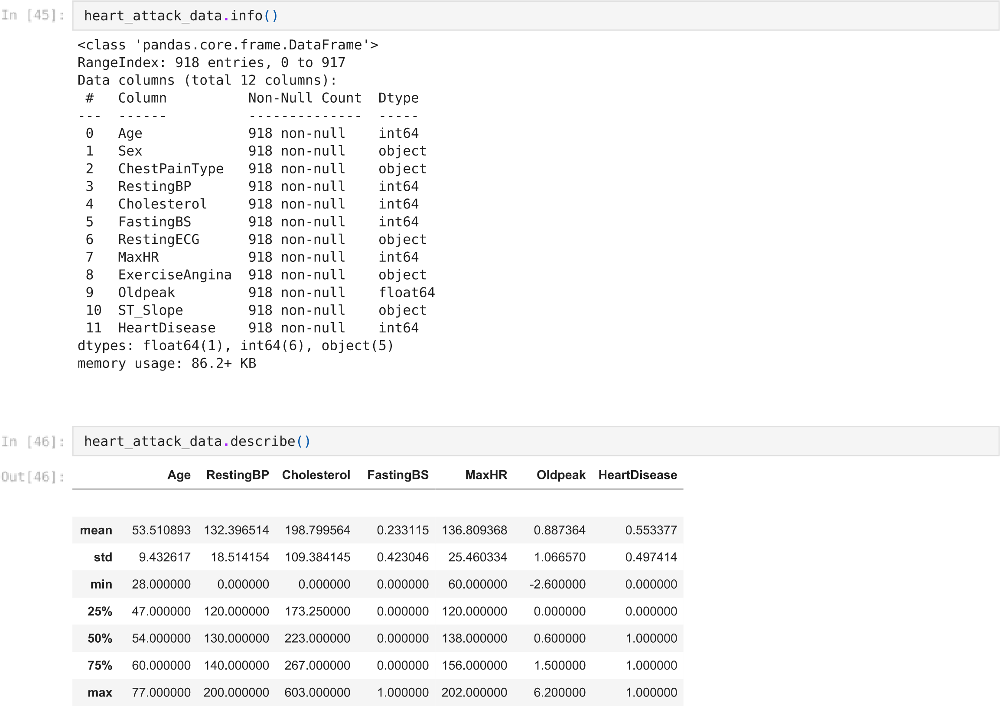 In [45]: heart_attack_data.info()
<class 'pandas.core.frame.DataFrame'>
RangeIndex: 918 entries, 0 to 917
Data columns (total 12 columns):
 #   Column          Non-Null Count  Dtype
---  ------          --------------  -----
 0   Age             918 non-null    int64
 1   Sex             918 non-null    object
 2   ChestPainType   918 non-null    object
 3   RestingBP       918 non-null    int64
 4   Cholesterol     918 non-null    int64
 5   FastingBS       918 non-null    int64
 6   RestingECG      918 non-null    object
 7   MaxHR           918 non-null    int64
 8   ExerciseAngina  918 non-null    object
 9   Oldpeak         918 non-null    float64
 10  ST_Slope        918 non-null    object
 11  HeartDisease    918 non-null    int64
dtypes: float64(1), int64(6), object(5)
memory usage: 86.2+ KB
In [46]: heart_attack_data.describe()
Out[46]: Age RestingBP Cholesterol FastingBS MaxHR Oldpeak HeartDisease
mean 53.510893 132.396514 198.799564 0.233115 136.809368 0.887364 0.553377
std 9.432617 18.514154 109.384145 0.423046 25.460334 1.066570 0.497414
min 28.000000 0.000000 0.000000 0.000000 60.000000 -2.600000 0.000000
25% 47.000000 120.000000 173.250000 0.000000 120.000000 0.000000 0.000000
50% 54.000000 130.000000 223.000000 0.000000 138.000000 0.600000 1.000000
75% 60.000000 140.000000 267.000000 0.000000 156.000000 1.500000 1.000000
max 77.000000 200.000000 603.000000 1.000000 202.000000 6.200000 1.000000